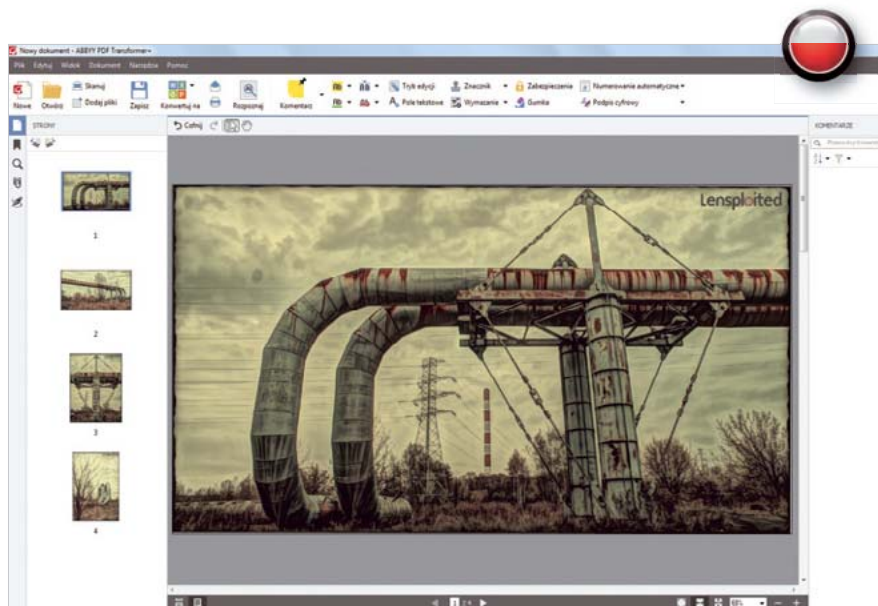 Nowy dokument - ABBYY PDF Transformer+
Plik Edytuj Widok Dokument Narzędzia Pomoc
Nowe Otwórz Skanuj Dodaj pliki Zapisz Konwertuj na Rozpoznaj Komentarz Tryb edycji Pole tekstowe Znacznik Wymazanie Zabezpieczenia Gumka Numerowanie automatyczne Podpis cyfrowy
STRONY
Cofnij
KOMENTARZE
Lensploited
1
2
3
4
1 z 4